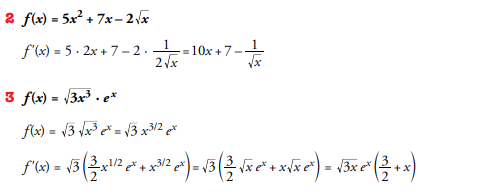 2 f(x) = 5x² + 7x – 2√x
f'(x) = 5 · 2x + 7 – 2 · 1/(2√x) = 10x + 7 – 1/√x
3 f(x) = √(3x³) · eˣ
f(x) = √3 √(x³) eˣ = √3 x^(3/2) eˣ
f'(x) = √3 (3/2 x^(1/2) eˣ + x^(3/2) eˣ) = √3 (3/2 √x eˣ + x√x eˣ) = √(3x) eˣ (3/2 + x)